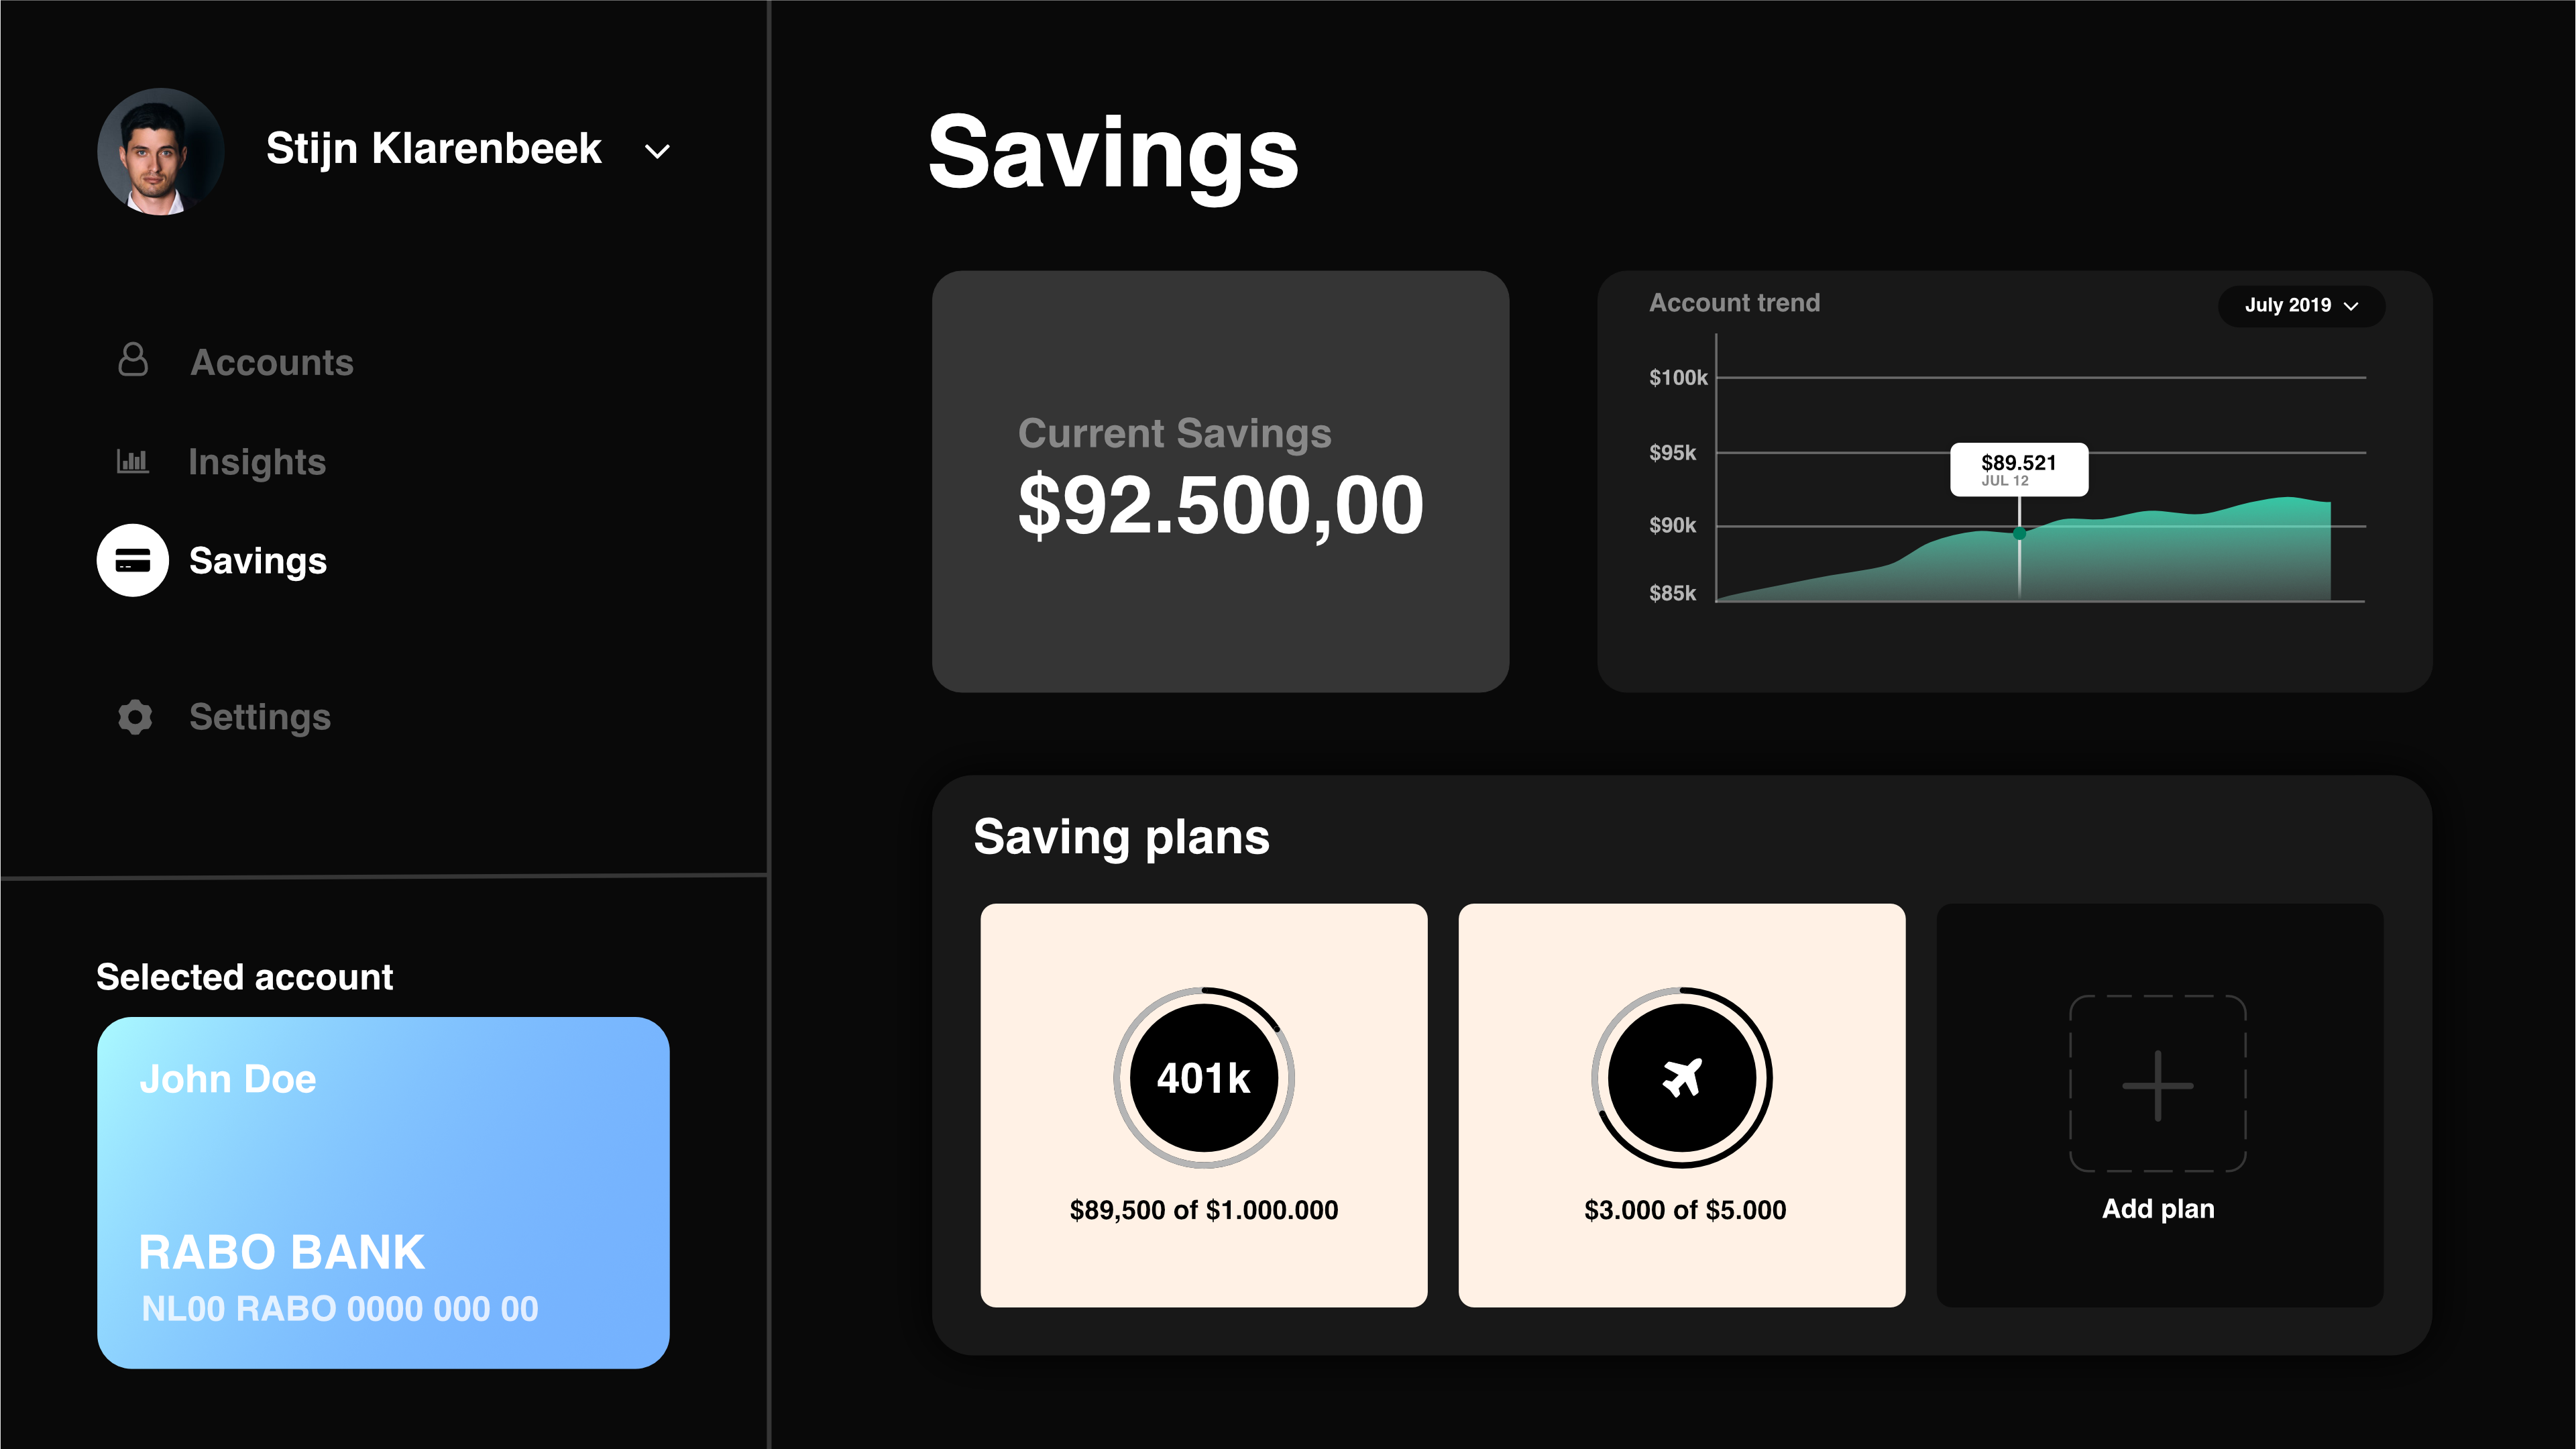 Stijn Klarenbeek
Accounts
Insights
Savings
Settings
Selected account
John Doe
RABO BANK
NL00 RABO 0000 000 00
Savings
Current Savings
$92.500,00
Account trend
July 2019
$100k
$95k
$90k
$85k
$89.521
JUL 12
Saving plans
401k
$89,500 of $1.000.000
$3.000 of $5.000
Add plan